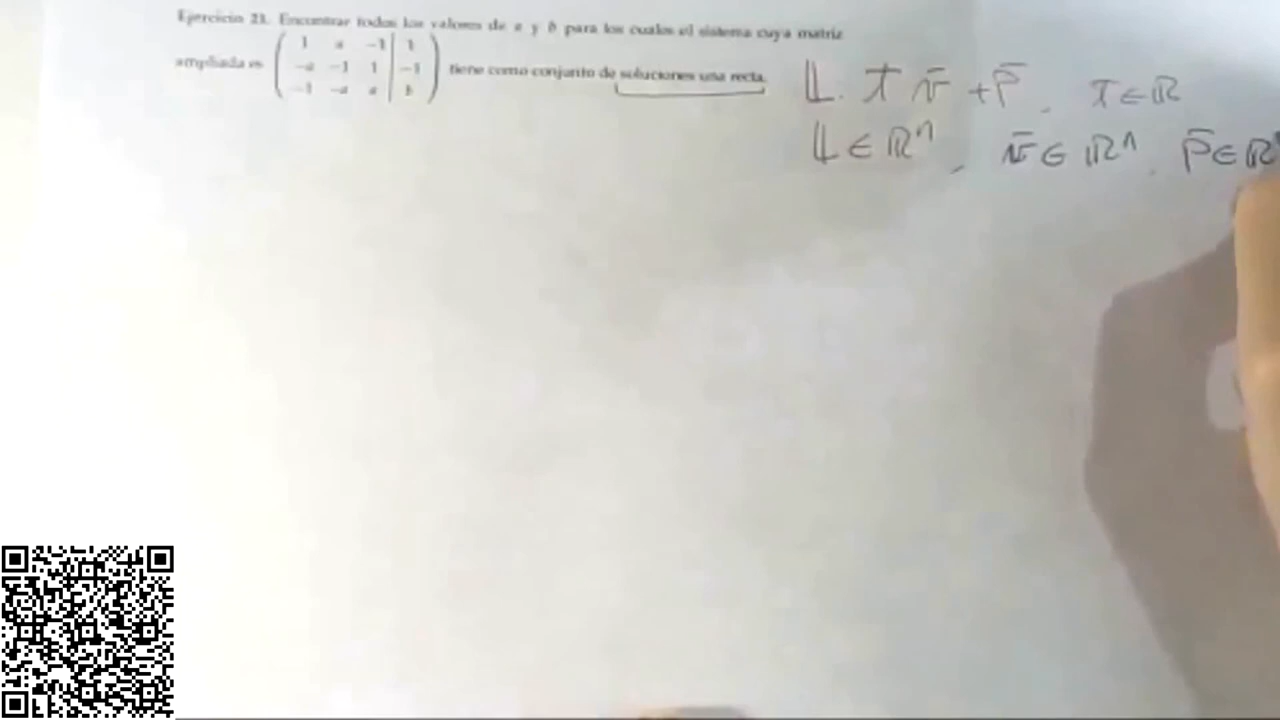 Ejercicio 21. Encontrar todos los valores de a y b para los cuales el sistema cuya matriz
ampliada es ( 1 a −1 | 1
−a −1 1 | −1
−1 −a a | b ) tiene como conjunto de soluciones una recta.
𝕃: t v̄ + p̄, t ∈ ℝ
𝕃 ∈ ℝⁿ, v̄ ∈ ℝⁿ, p̄ ∈ ℝ